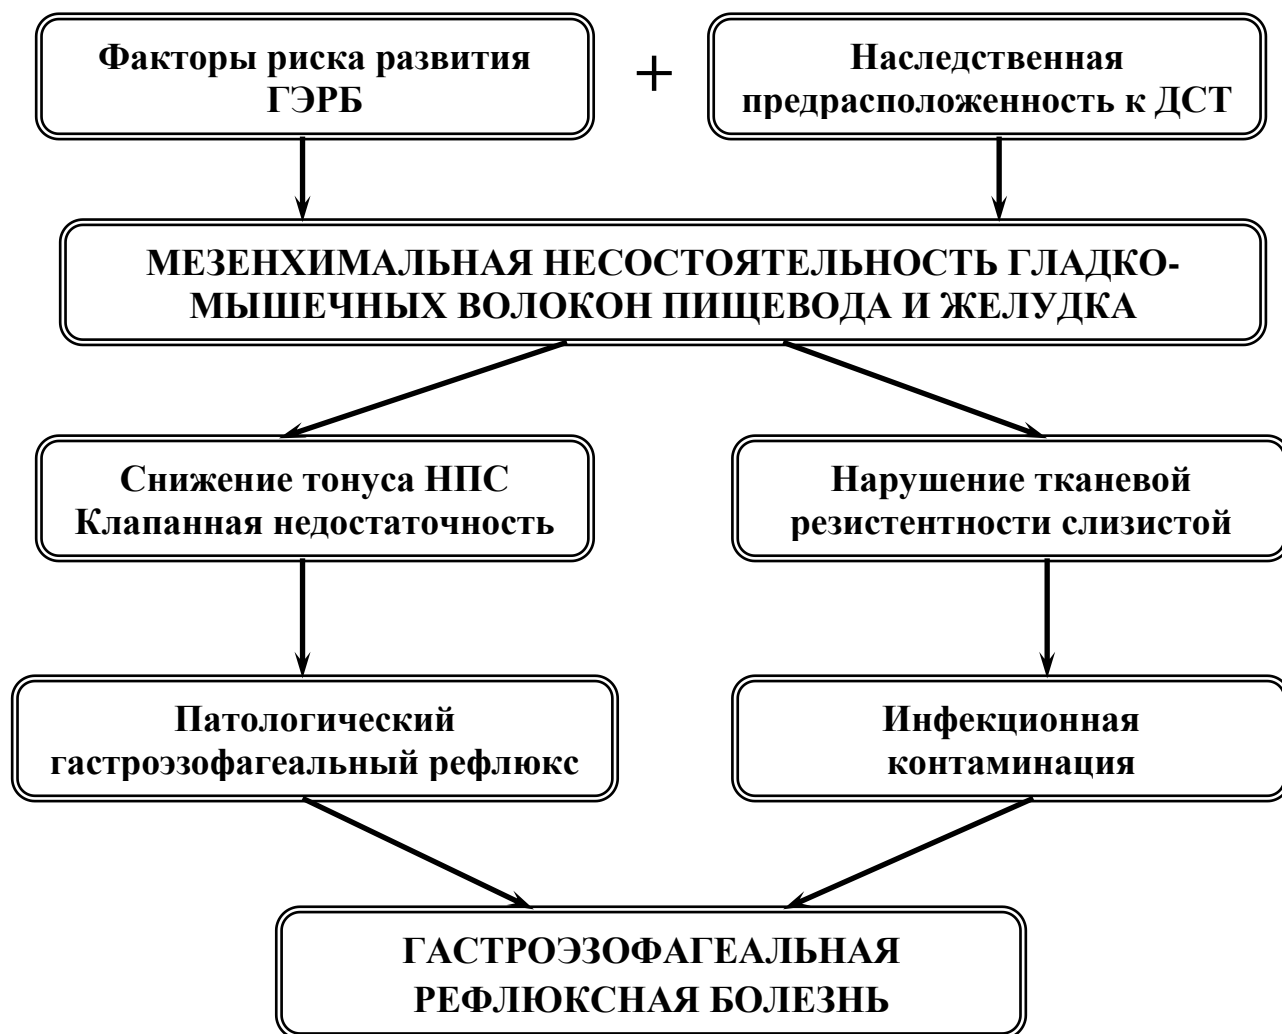 Факторы риска развития
ГЭРБ
+
Наследственная
предрасположенность к ДСТ
МЕЗЕНХИМАЛЬНАЯ НЕСОСТОЯТЕЛЬНОСТЬ ГЛАДКО-
МЫШЕЧНЫХ ВОЛОКОН ПИЩЕВОДА И ЖЕЛУДКА
Снижение тонуса НПС
Клапанная недостаточность
Нарушение тканевой
резистентности слизистой
Патологический
гастроэзофагеальный рефлюкс
Инфекционная
контаминация
ГАСТРОЭЗОФАГЕАЛЬНАЯ
РЕФЛЮКСНАЯ БОЛЕЗНЬ